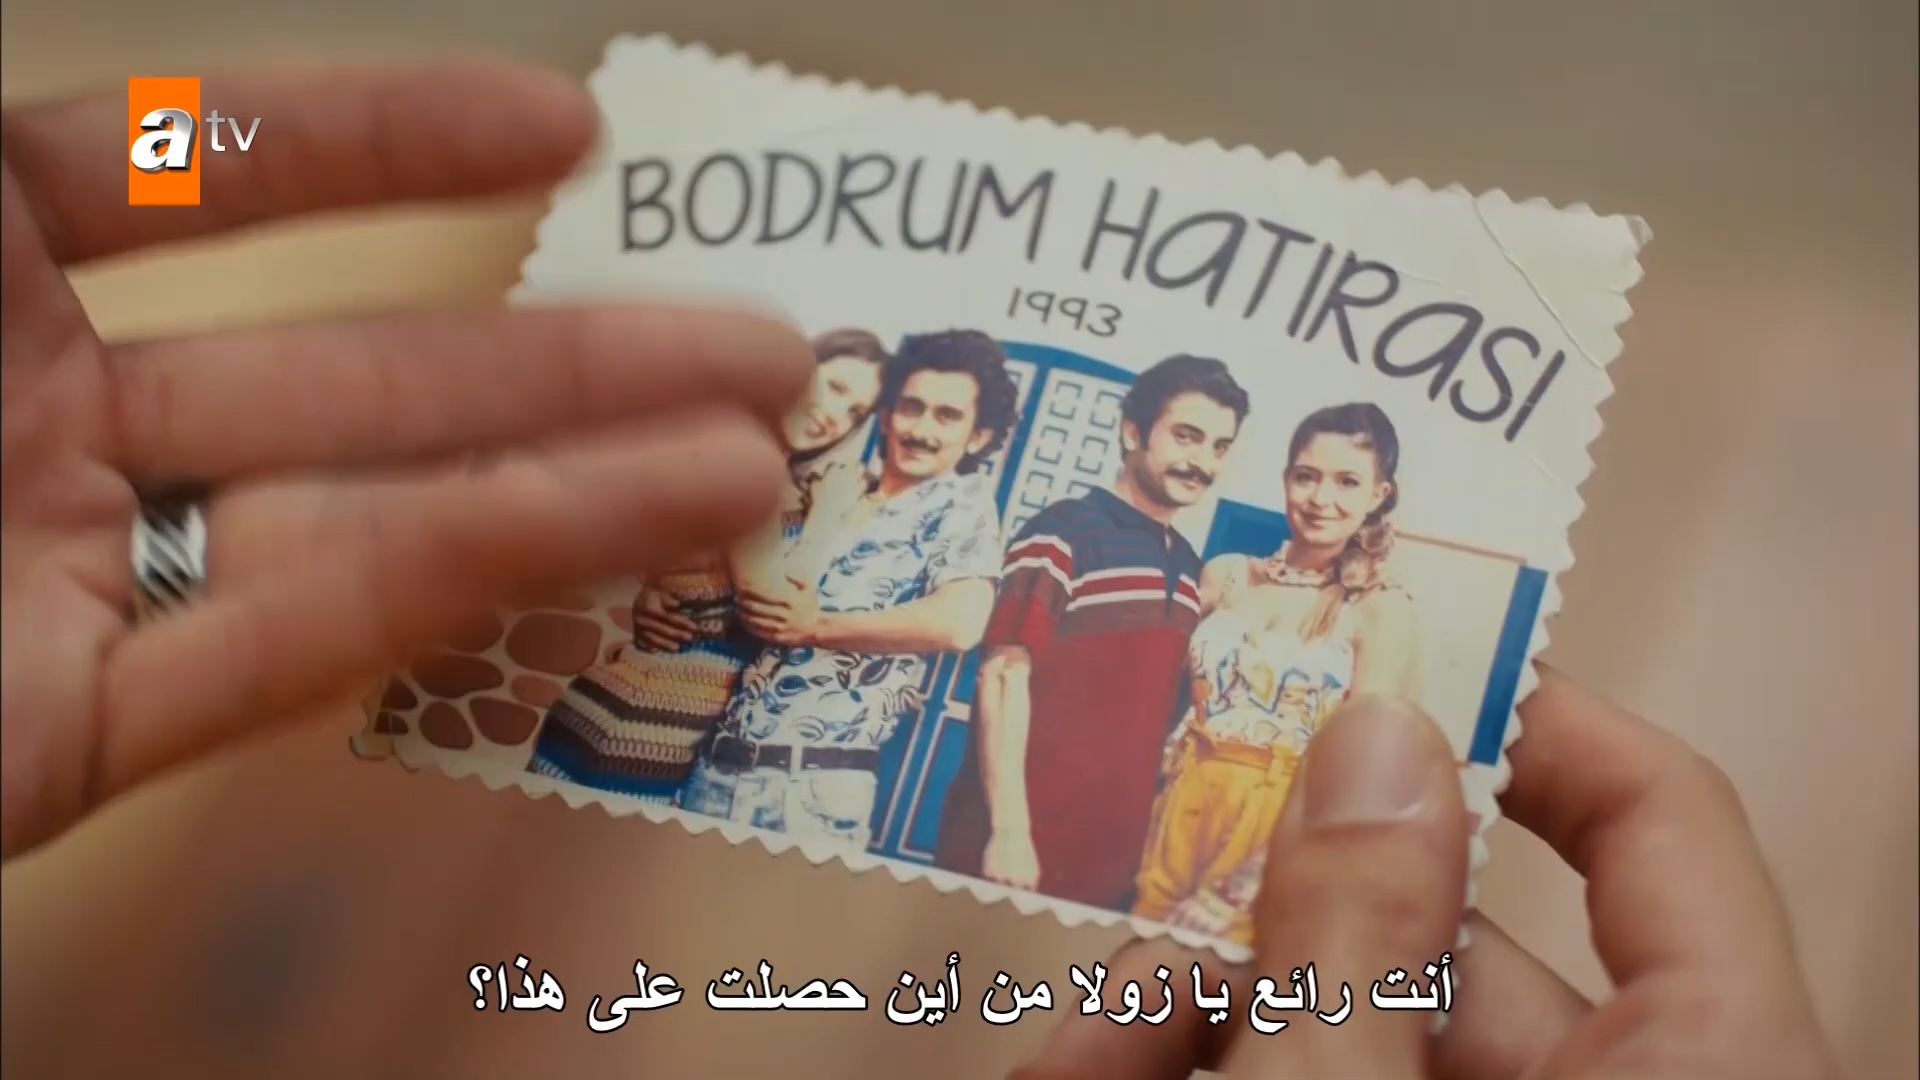 atv
BODRUM HATIRASI
1993
أنت رائع يا زولا من أين حصلت على هذا؟